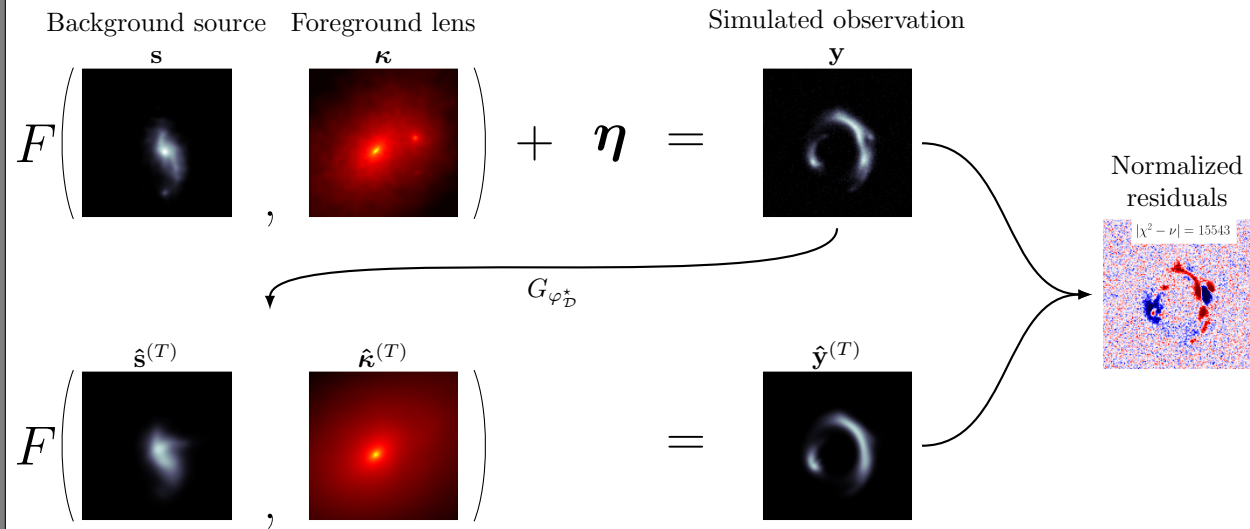 Background source Foreground lens Simulated observation
s κ y
F( , ) + η =
Normalized
residuals
|χ² − ν| = 15543
G_{φ^⋆_𝒟}
ŝ^{(T)} κ̂^{(T)} ŷ^{(T)}
F( , ) =